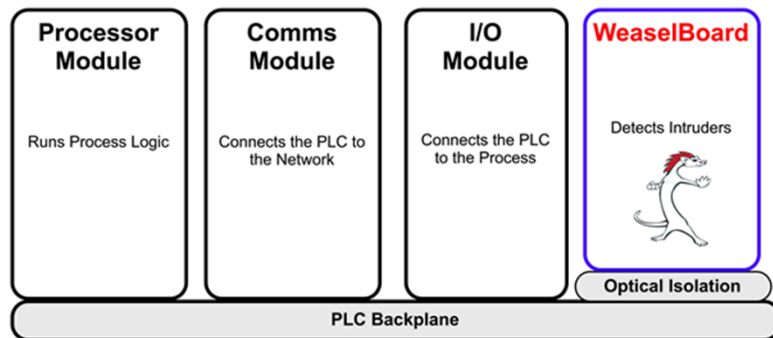 Processor
Module
Runs Process Logic
Comms
Module
Connects the PLC to
the Network
I/O
Module
Connects the PLC
to the Process
WeaselBoard
Detects Intruders
Optical Isolation
PLC Backplane